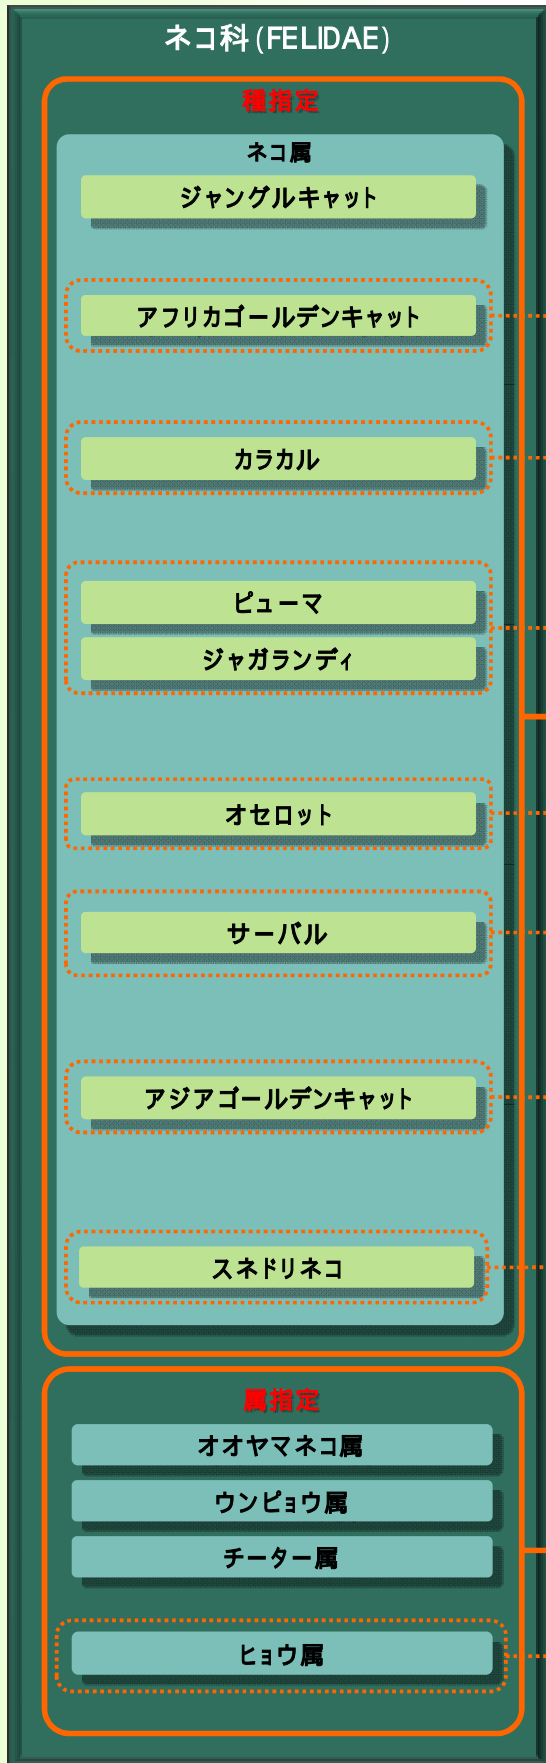 ネコ科(FELIDAE)
種指定
ネコ属
ジャングルキャット
アフリカゴールデンキャット
カラカル
ピューマ
ジャガランディ
オセロット
サーバル
アジアゴールデンキャット
スネドリネコ
属指定
オオヤマネコ属
ウンピョウ属
チーター属
ヒョウ属